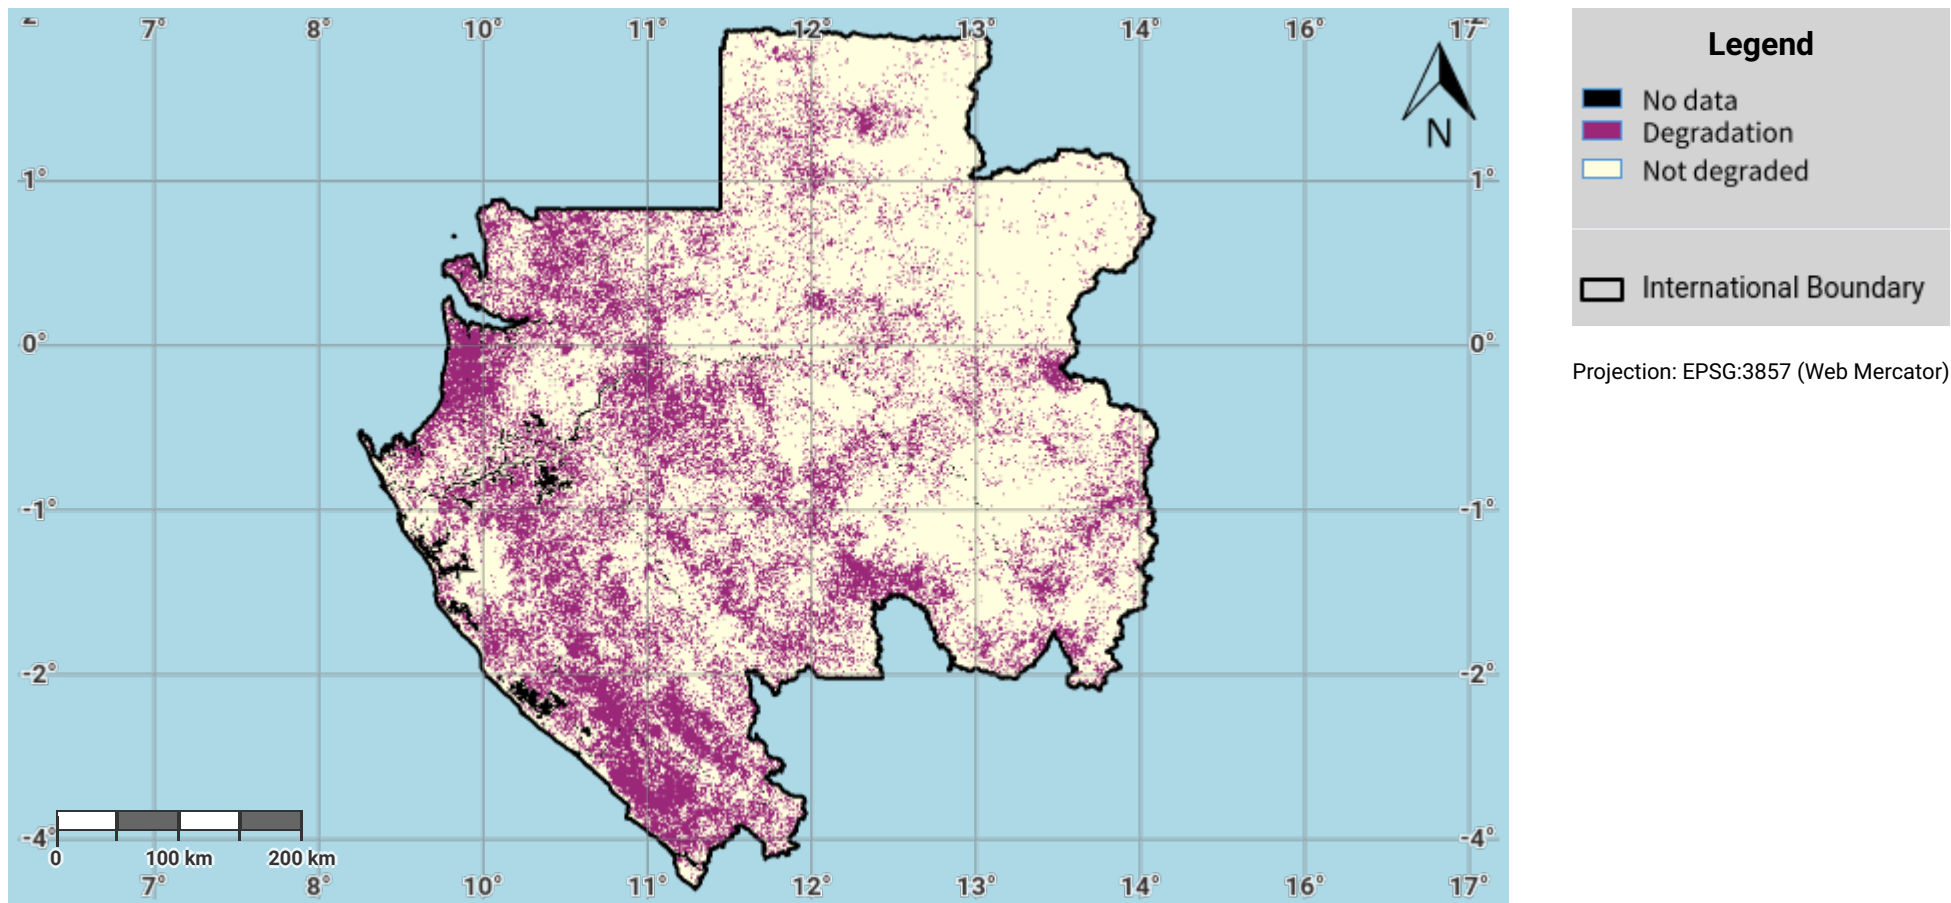 7° 8° 10° 11° 12° 13° 14° 16° 17°
Legend
No data
Degradation
Not degraded
International Boundary
Projection: EPSG:3857 (Web Mercator)
N
1° 1°
0° 0°
-1° -1°
-2° -2°
-4° -4°
0 100 km 200 km
7° 8° 10° 11° 12° 13° 14° 16° 17°